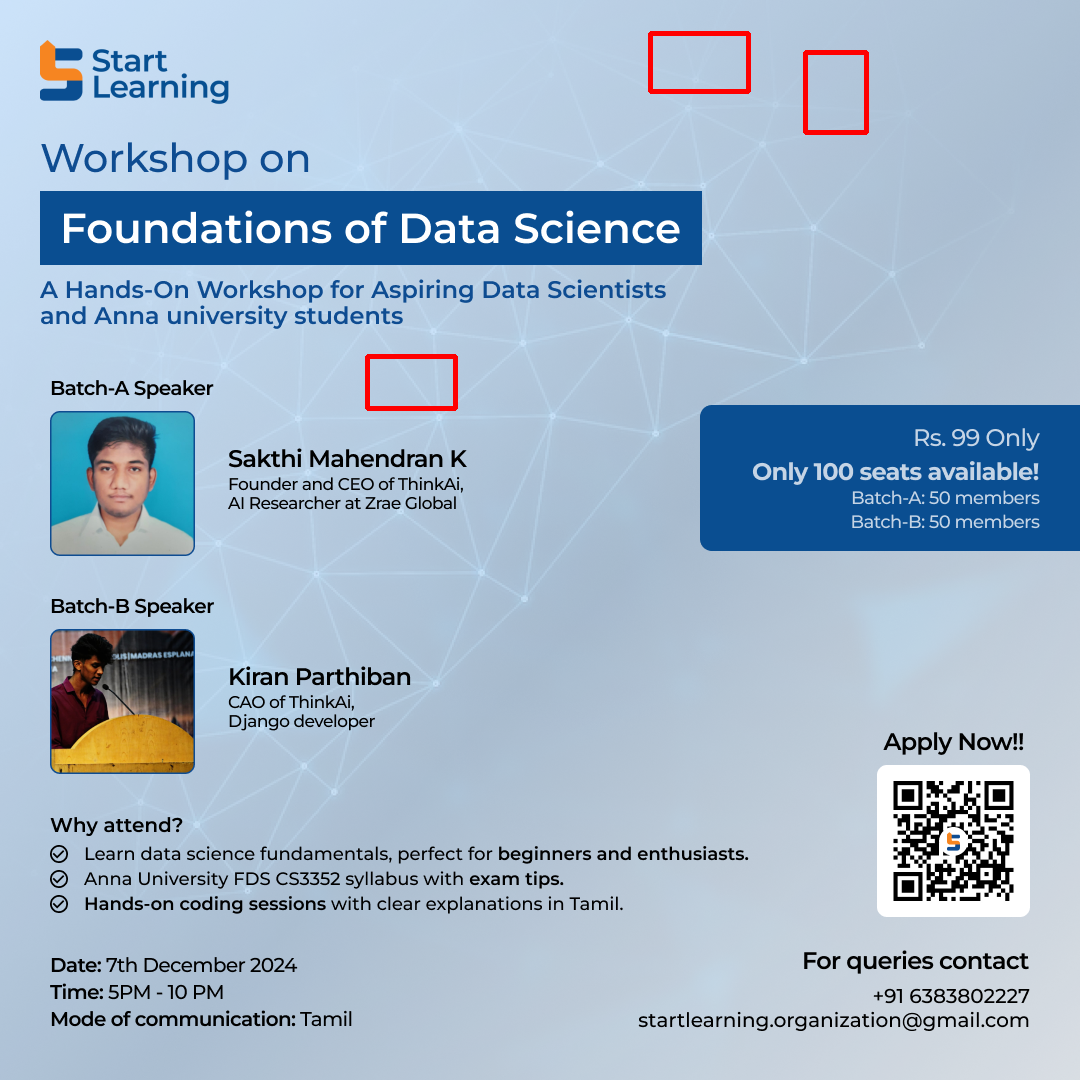 Start
Learning
Workshop on
Foundations of Data Science
A Hands-On Workshop for Aspiring Data Scientists
and Anna university students
Batch-A Speaker
Sakthi Mahendran K
Founder and CEO of ThinkAi,
AI Researcher at Zrae Global
Rs. 99 Only
Only 100 seats available!
Batch-A: 50 members
Batch-B: 50 members
Batch-B Speaker
MADRAS ESPLANA
Kiran Parthiban
CAO of ThinkAi,
Django developer
Apply Now!!
Why attend?
Learn data science fundamentals, perfect for beginners and enthusiasts.
Anna University FDS CS3352 syllabus with exam tips.
Hands-on coding sessions with clear explanations in Tamil.
Date: 7th December 2024
Time: 5PM - 10 PM
Mode of communication: Tamil
For queries contact
+91 6383802227
startlearning.organization@gmail.com